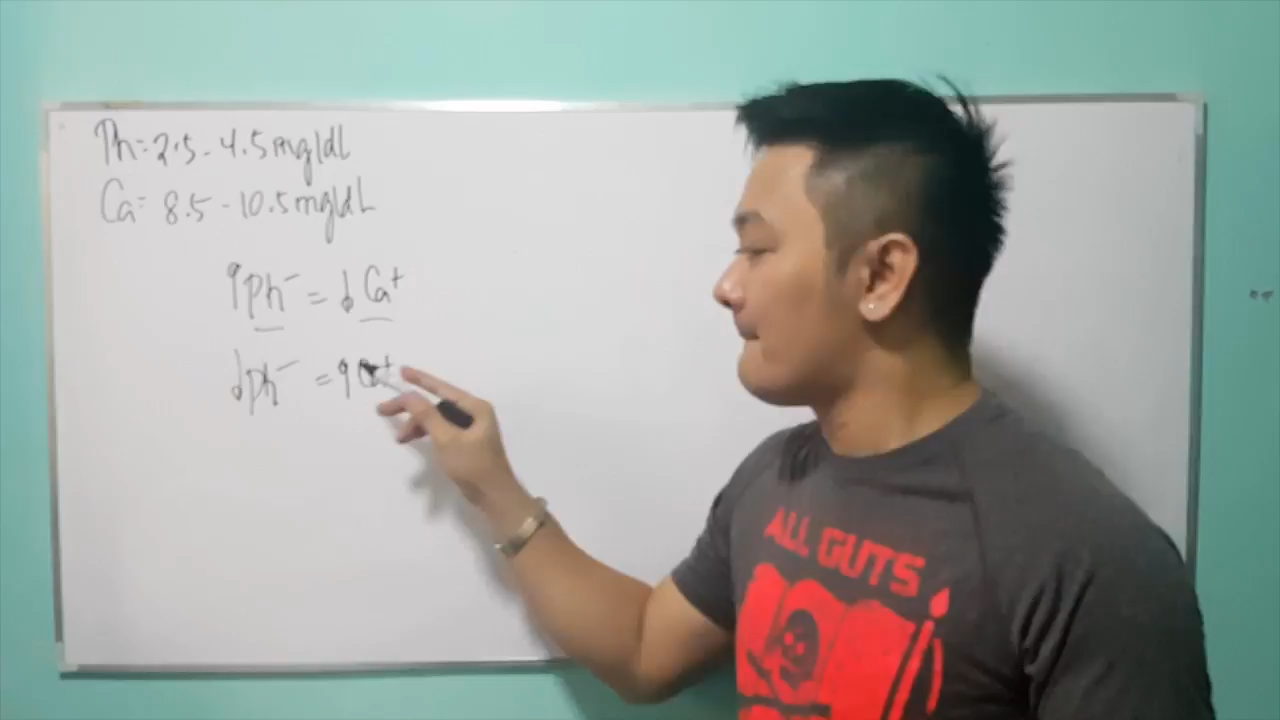 Ph = 2.5 - 4.5 mg/dL
Ca = 8.5 - 10.5 mg/dL
↑ Ph⁻ = ↓ Ca⁺
↓ Ph⁻ = ↑ Ca⁺
ALL GUTS